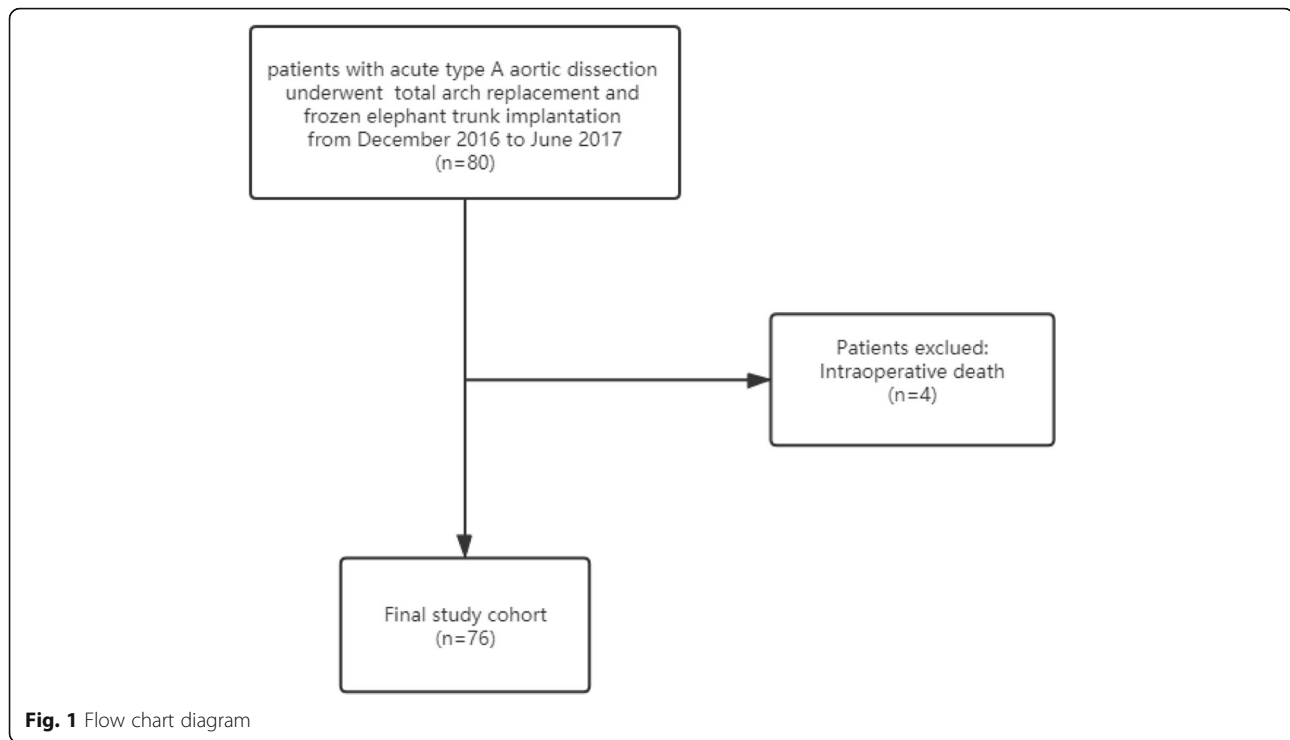 patients with acute type A aortic dissection
underwent total arch replacement and
frozen elephant trunk implantation
from December 2016 to June 2017
(n=80)
Patients exclued:
Intraoperative death
(n=4)
Final study cohort
(n=76)
Fig. 1 Flow chart diagram